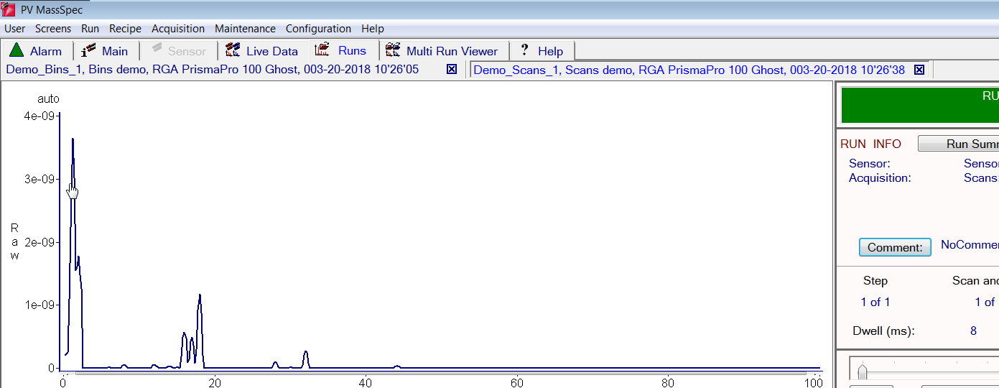 PV MassSpec
User Screens Run Recipe Acquisition Maintenance Configuration Help
Alarm Main Sensor Live Data Runs Multi Run Viewer ? Help
Demo_Bins_1, Bins demo, RGA PrismaPro 100 Ghost, 003-20-2018 10'26'05 Demo_Scans_1, Scans demo, RGA PrismaPro 100 Ghost, 003-20-2018 10'26'38
auto
4e-09
3e-09
2e-09
1e-09
0
Raw
0 20 40 60 80 100
RU
RUN INFO Run Summ
Sensor: Sensor
Acquisition: Scans:
Comment: NoCommen
Step Scan and
1 of 1 1 of
Dwell (ms): 8